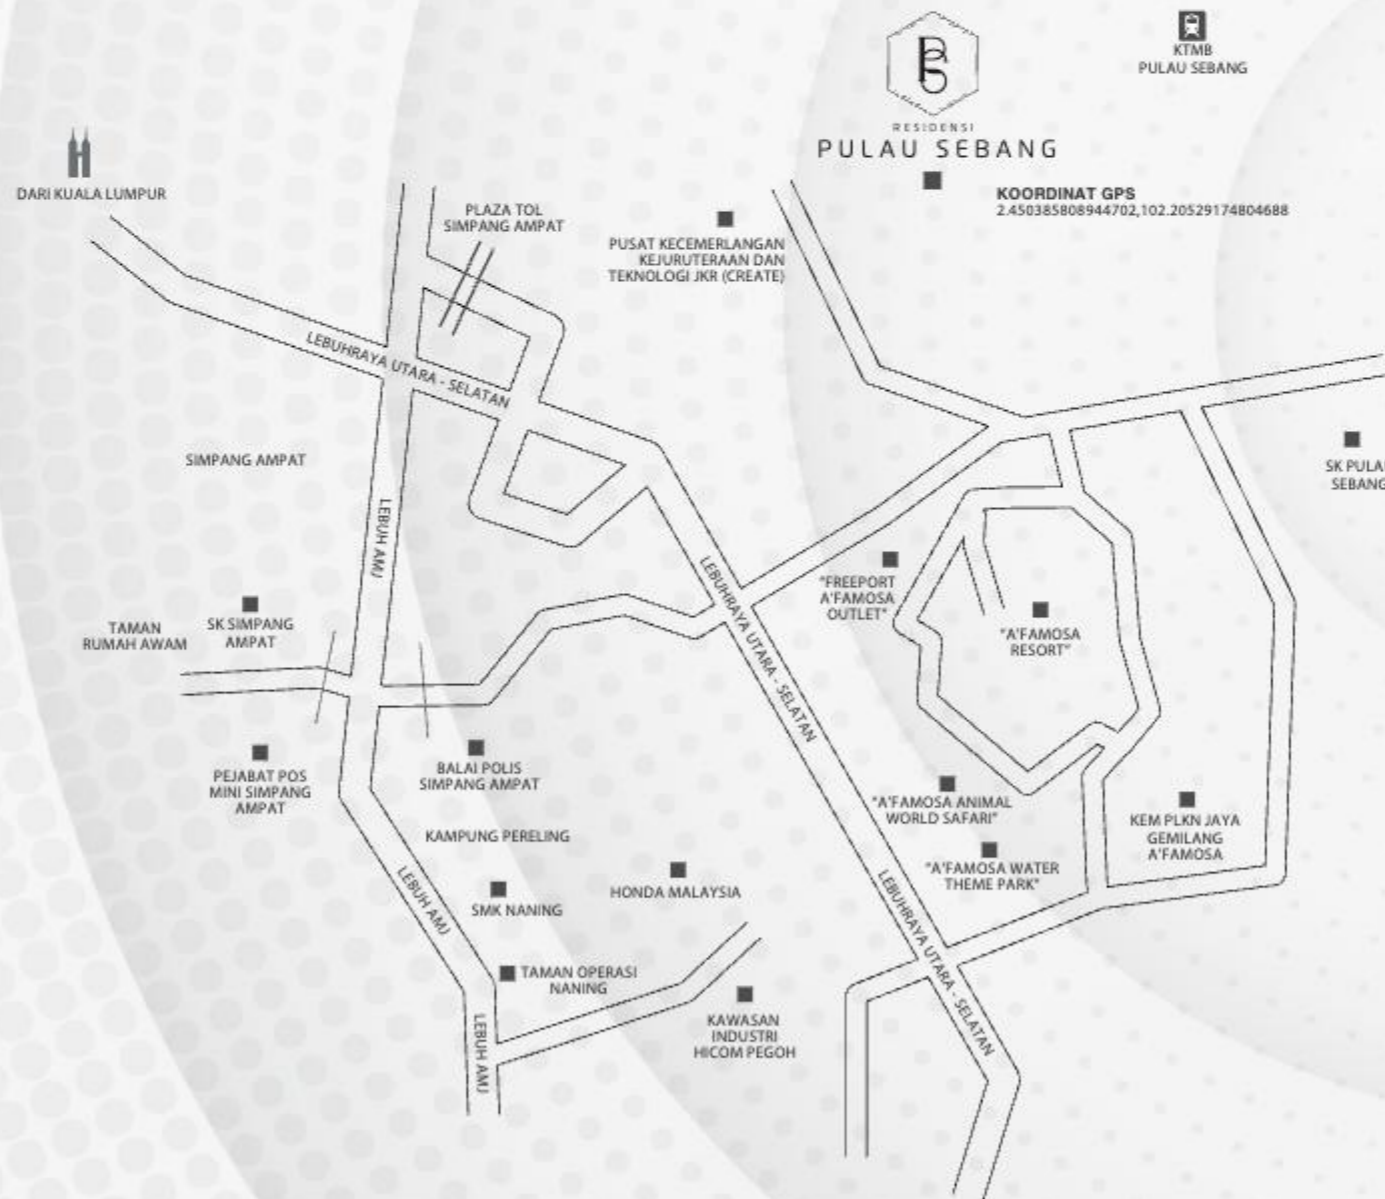 KTMB
PULAU SEBANG
RESIDENSI
PULAU SEBANG
KOORDINAT GPS
2.450385808944702,102.20529174804688
DARI KUALA LUMPUR
PLAZA TOL
SIMPANG AMPAT
PUSAT KECEMERLANGAN
KEJURUTERAAN DAN
TEKNOLOGI JKR (CREATE)
LEBUHRAYA UTARA - SELATAN
SIMPANG AMPAT
LEBUH AMJ
SK PULAU
SEBANG
"FREEPORT
A'FAMOSA
OUTLET"
LEBUHRAYA UTARA - SELATAN
"A'FAMOSA
RESORT"
TAMAN
RUMAH AWAM
SK SIMPANG
AMPAT
PEJABAT POS
MINI SIMPANG
AMPAT
BALAI POLIS
SIMPANG AMPAT
KAMPUNG PERELING
"A'FAMOSA ANIMAL
WORLD SAFARI"
"A'FAMOSA WATER
THEME PARK"
KEM PLKN JAYA
GEMILANG
A'FAMOSA
LEBUH AMJ
SMK NANING
HONDA MALAYSIA
LEBUHRAYA UTARA - SELATAN
TAMAN OPERASI
NANING
KAWASAN
INDUSTRI
HICOM PEGOH
LEBUH AMJ